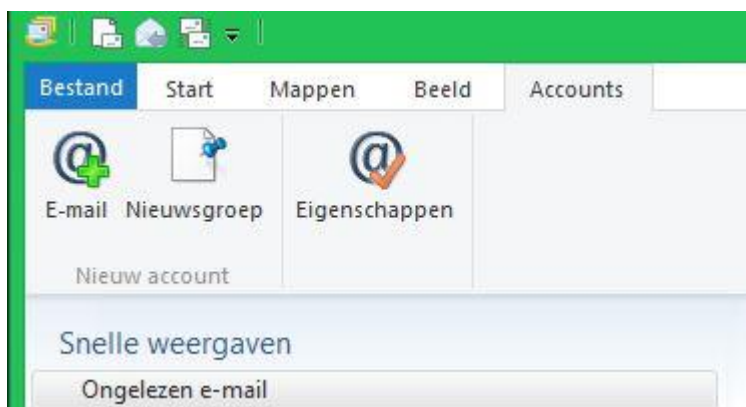 Bestand Start Mappen Beeld Accounts
E-mail Nieuwsgroep Eigenschappen
Nieuw account
Snelle weergaven
Ongelezen e-mail